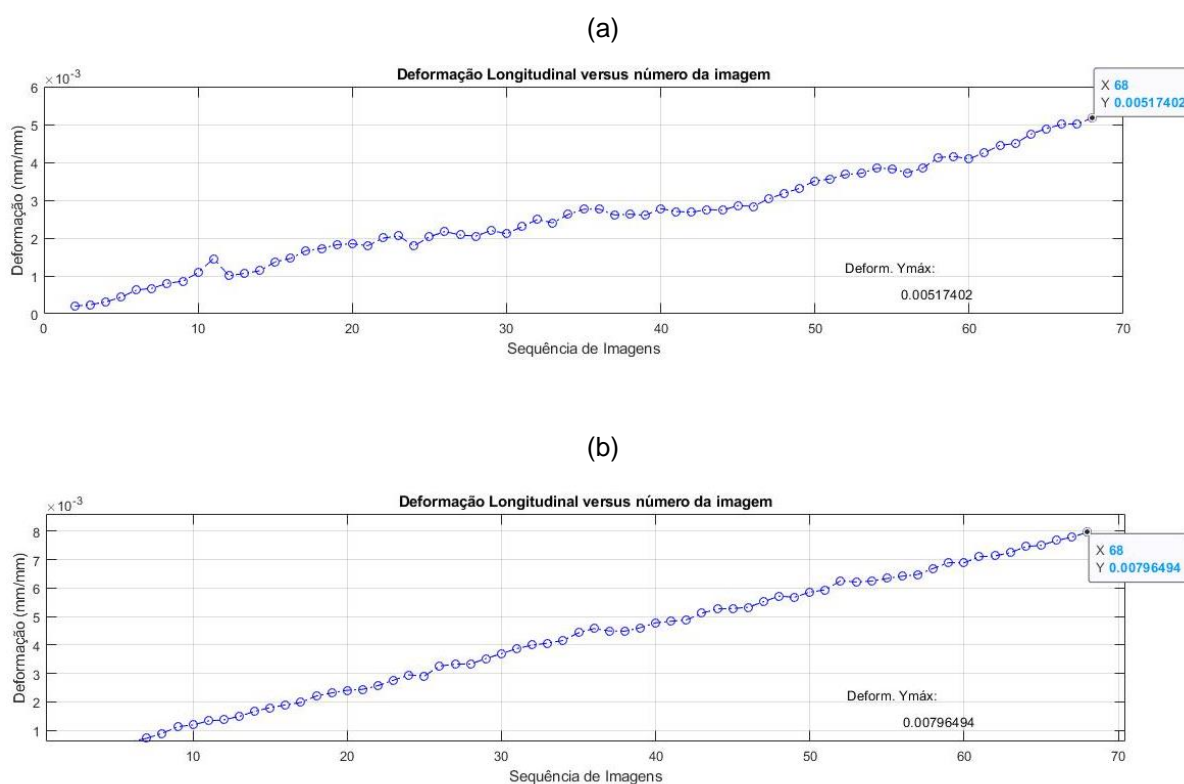 (a)
×10⁻³
Deformação Longitudinal versus número da imagem
X 68
Y 0.00517402
6
5
4
3
2
1
0
Deformação (mm/mm)
Deform. Ymáx:
0.00517402
0 10 20 30 40 50 60 70
Sequência de Imagens
(b)
×10⁻³
Deformação Longitudinal versus número da imagem
8
7
6
5
4
3
2
1
X 68
Y 0.00796494
Deformação (mm/mm)
Deform. Ymáx:
0.00796494
10 20 30 40 50 60 70
Sequência de Imagens